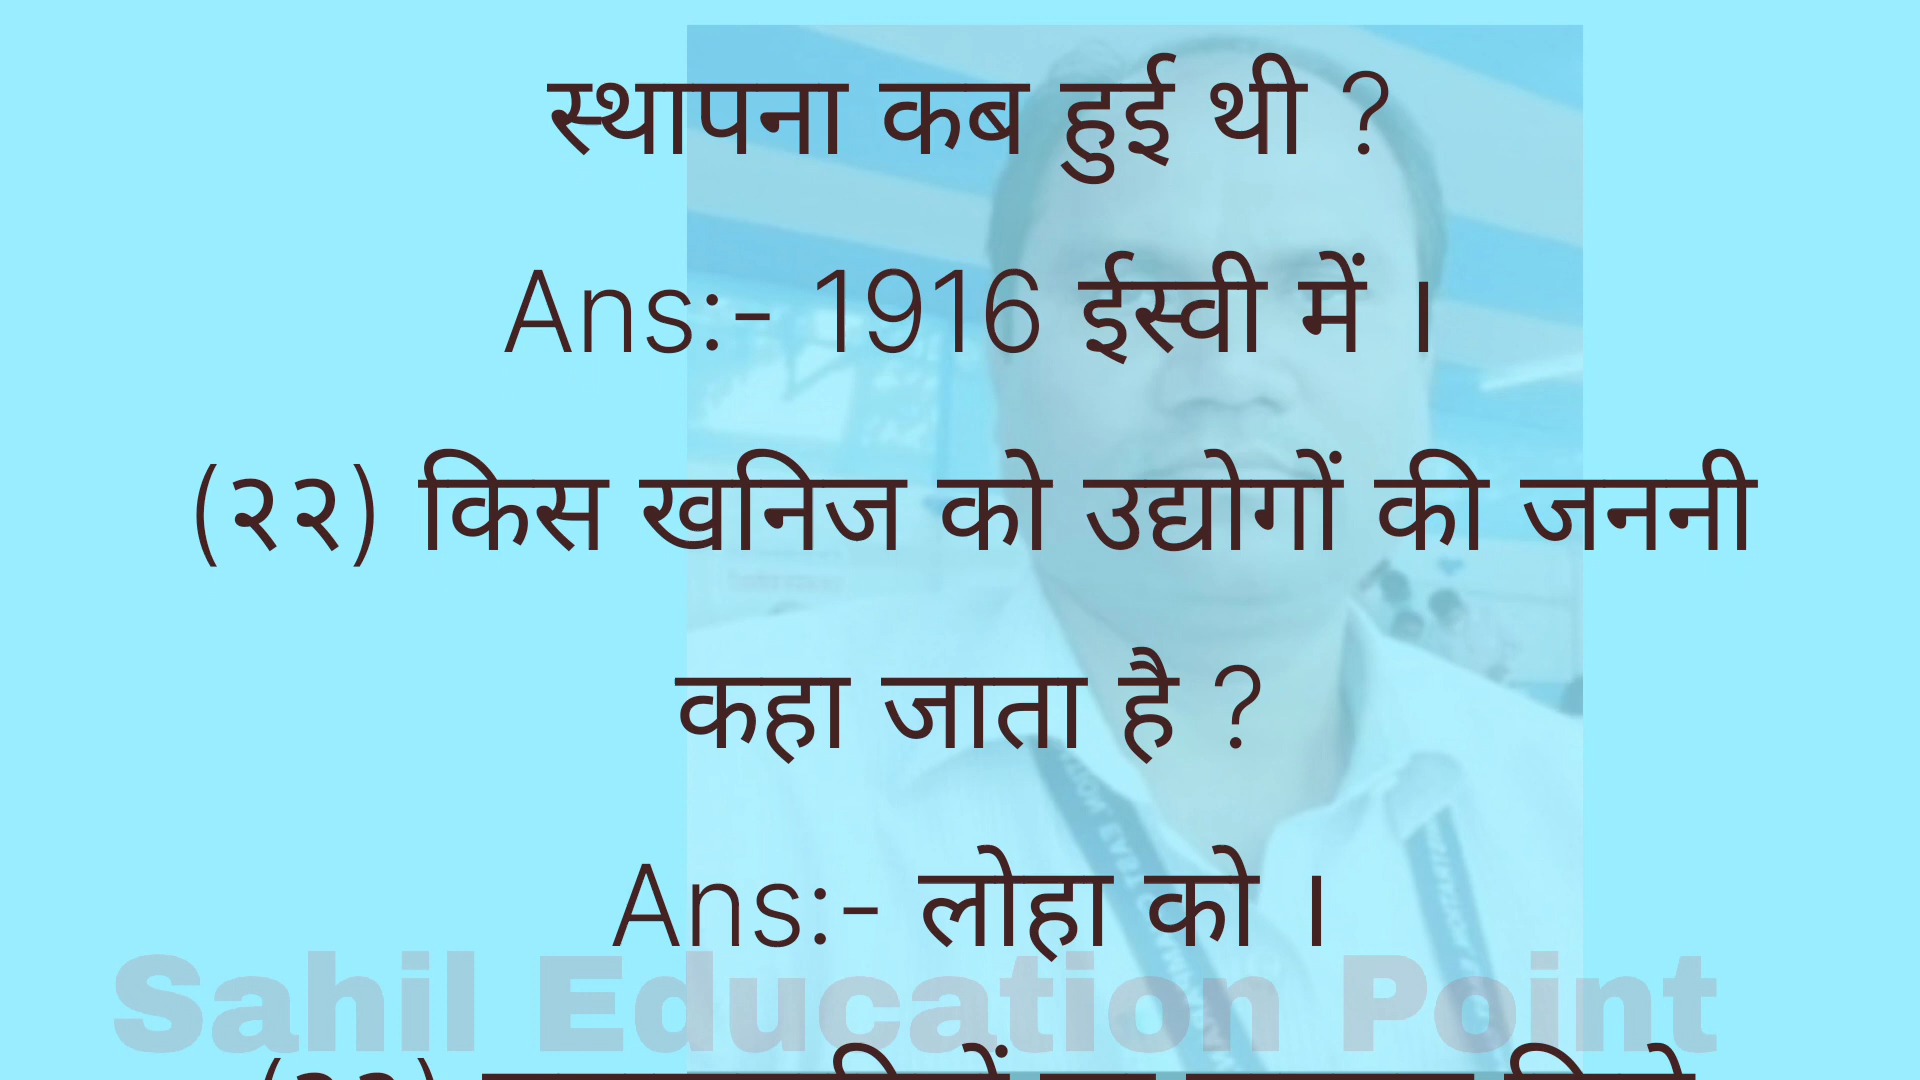 स्थापना कब हुई थी ?
Ans:- 1916 ईस्वी में ।
(२२) किस खनिज को उद्योगों की जननी
कहा जाता है ?
Ans:- लोहा को ।
Sahil Education Point